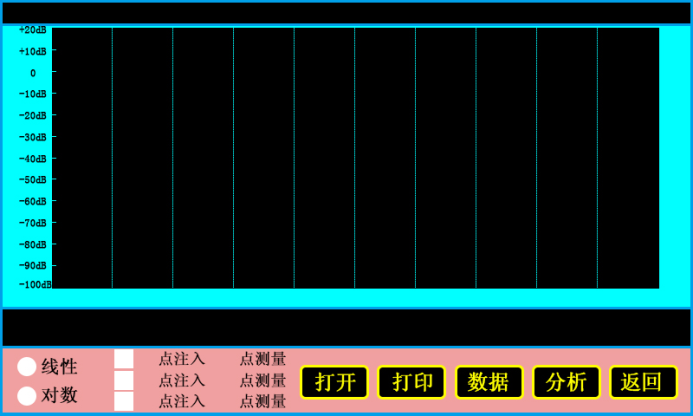 +20dB
+10dB
0
-10dB
-20dB
-30dB
-40dB
-50dB
-60dB
-70dB
-80dB
-90dB
-100dB
线性
对数
点注入 点测量
点注入 点测量
点注入 点测量
打开 打印 数据 分析 返回